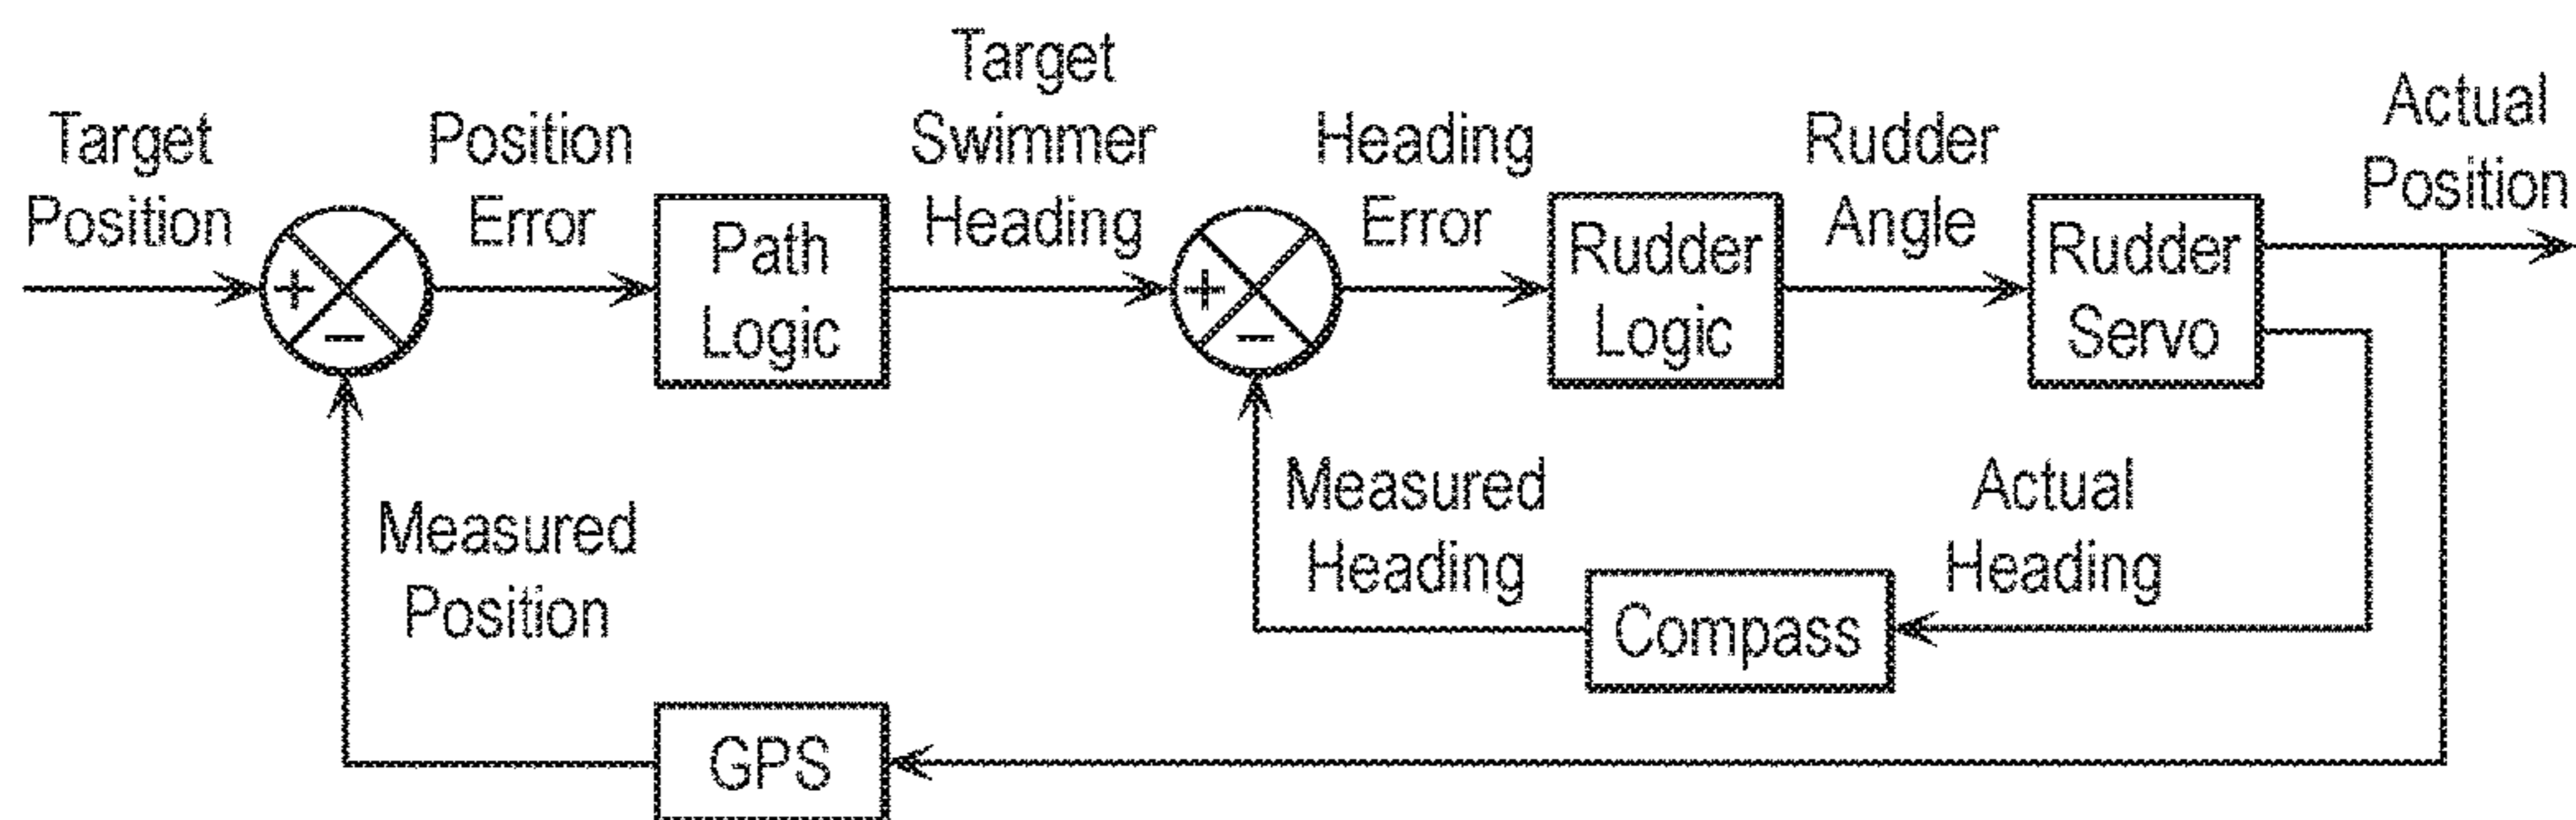 Target
Position
+
−
Position
Error
Path
Logic
Target
Swimmer
Heading
+
−
Heading
Error
Rudder
Logic
Rudder
Angle
Rudder
Servo
Actual
Position
Measured
Position
Measured
Heading
Compass
Actual
Heading
GPS